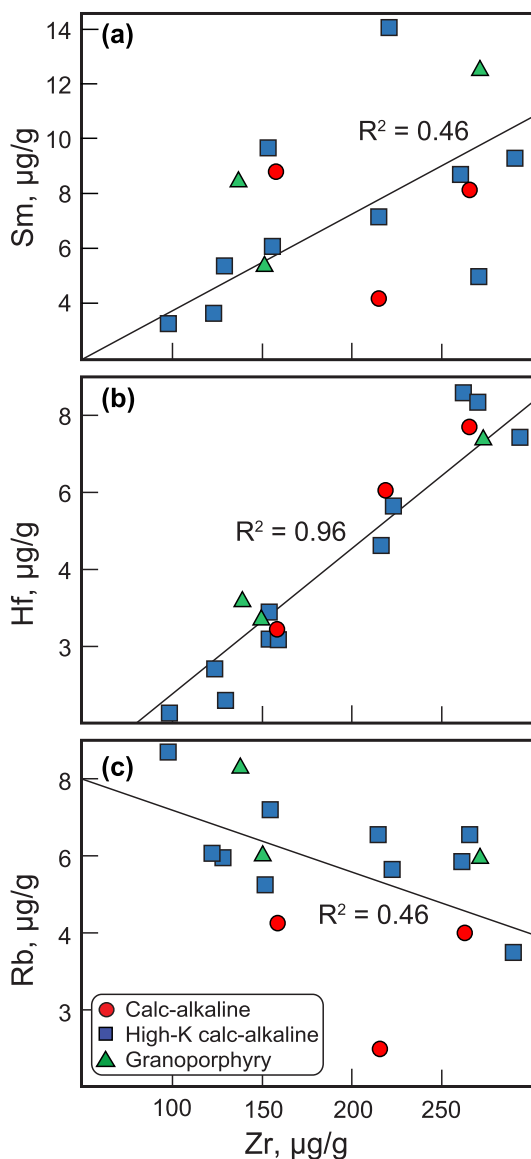 (a)
14
12
10
8
6
4
Sm, µg/g
R² = 0.46
(b)
8
6
4
3
Hf, µg/g
R² = 0.96
(c)
8
6
4
3
Rb, µg/g
R² = 0.46
Calc-alkaline
High-K calc-alkaline
Granoporphyry
100 150 200 250
Zr, µg/g